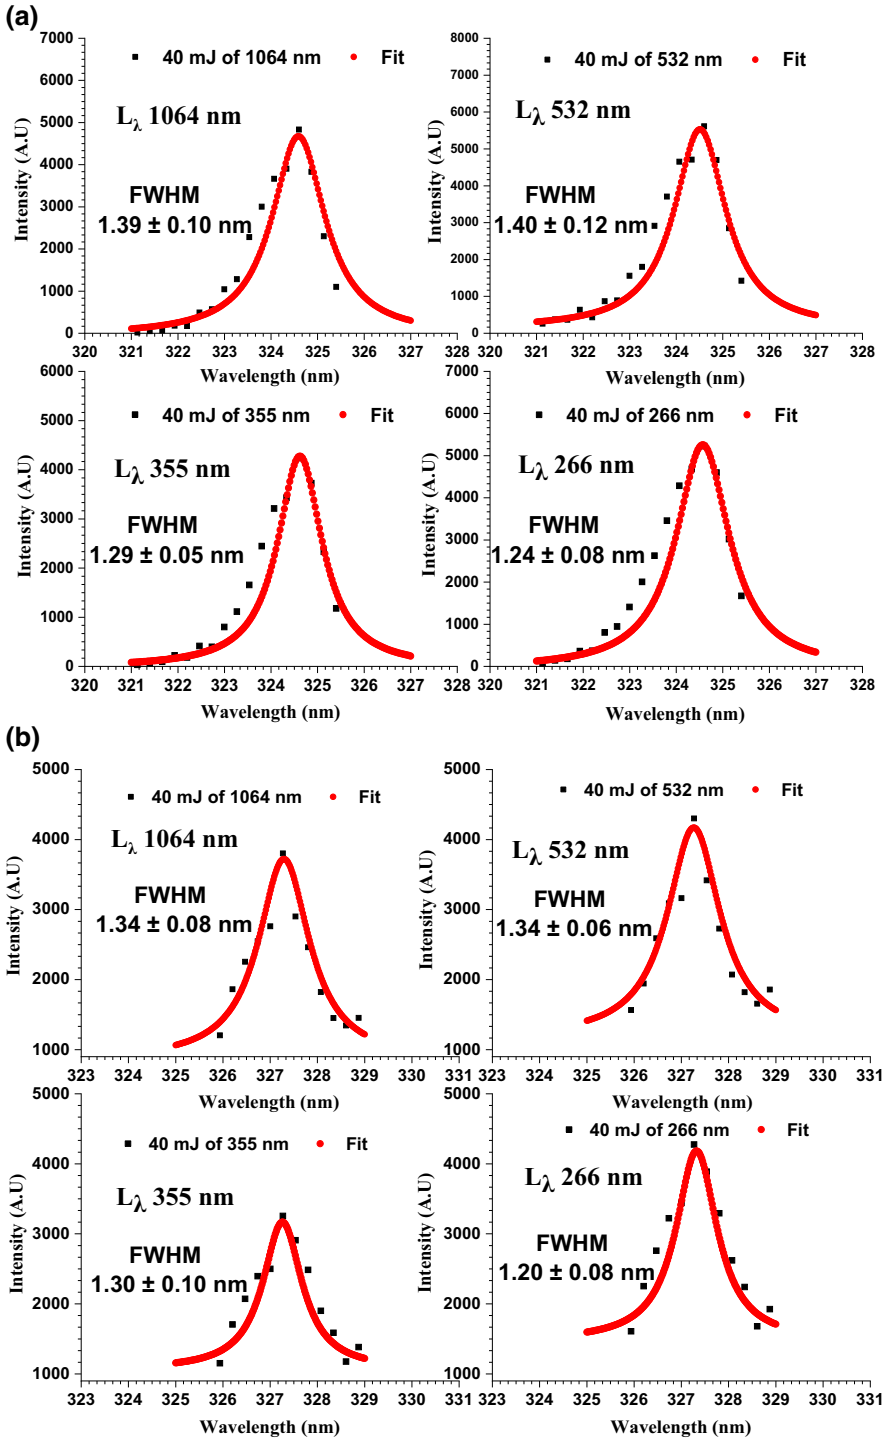 (a)
7000
6000
5000
4000
3000
2000
1000
0
Intensity (A.U)
40 mJ of 1064 nm Fit
Lλ 1064 nm
FWHM
1.39 ± 0.10 nm
320 321 322 323 324 325 326 327 328
Wavelength (nm)
8000
7000
6000
5000
4000
3000
2000
1000
0
Intensity (A.U)
40 mJ of 532 nm Fit
Lλ 532 nm
FWHM
1.40 ± 0.12 nm
320 321 322 323 324 325 326 327 328
Wavelength (nm)
6000
5000
4000
3000
2000
1000
0
Intensity (A.U)
40 mJ of 355 nm Fit
Lλ 355 nm
FWHM
1.29 ± 0.05 nm
320 321 322 323 324 325 326 327 328
Wavelength (nm)
7000
6000
5000
4000
3000
2000
1000
0
Intensity (A.U)
40 mJ of 266 nm Fit
Lλ 266 nm
FWHM
1.24 ± 0.08 nm
320 321 322 323 324 325 326 327 328
Wavelength (nm)
(b)
5000
4000
3000
2000
1000
Intensity (A.U)
40 mJ of 1064 nm Fit
Lλ 1064 nm
FWHM
1.34 ± 0.08 nm
323 324 325 326 327 328 329 330 331
Wavelength (nm)
5000
4000
3000
2000
1000
Intensity (A.U)
40 mJ of 532 nm Fit
Lλ 532 nm
FWHM
1.34 ± 0.06 nm
323 324 325 326 327 328 329 330 331
Wavelength (nm)
5000
4000
3000
2000
1000
Intensity (A.U)
40 mJ of 355 nm Fit
Lλ 355 nm
FWHM
1.30 ± 0.10 nm
323 324 325 326 327 328 329 330 331
Wavelength (nm)
5000
4000
3000
2000
1000
Intensity (A.U)
40 mJ of 266 nm Fit
Lλ 266 nm
FWHM
1.20 ± 0.08 nm
323 324 325 326 327 328 329 330 331
Wavelength (nm)